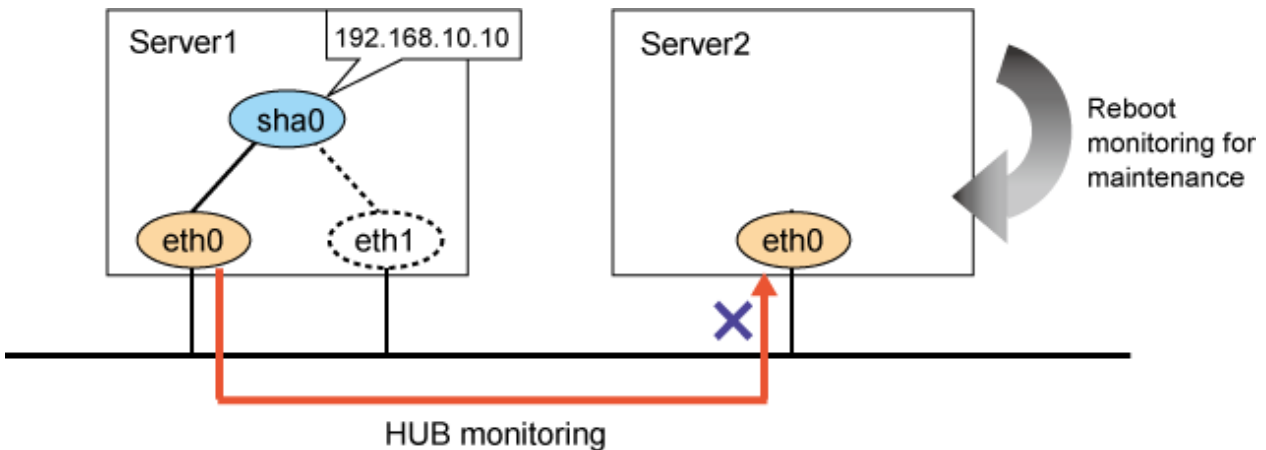 Server1
192.168.10.10
Server2
sha0
Reboot
monitoring for
maintenance
eth0
eth1
eth0
HUB monitoring